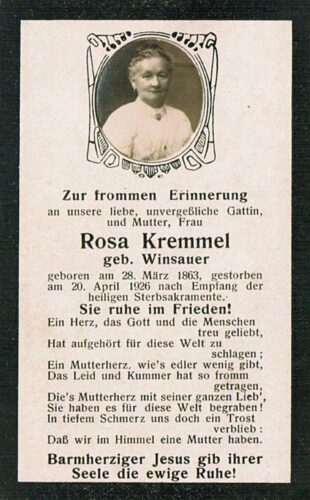 Zur frommen Erinnerung
an unsere liebe, unvergeßliche Gattin,
und Mutter, Frau
Rosa Kremmel
geb. Winsauer
geboren am 28. März 1863, gestorben
am 20. April 1926 nach Empfang der
heiligen Sterbsakramente.-
Sie ruhe im Frieden!
Ein Herz, das Gott und die Menschen
treu geliebt,
Hat aufgehört für diese Welt zu
schlagen;
Ein Mutterherz, wie's edler wenig gibt,
Das Leid und Kummer hat so fromm
getragen,
Die's Mutterherz mit seiner ganzen Lieb',
Sie haben es für diese Welt begraben!
In tiefem Schmerz uns doch ein Trost
verblieb:
Daß wir im Himmel eine Mutter haben.
Barmherziger Jesus gib ihrer
Seele die ewige Ruhe!